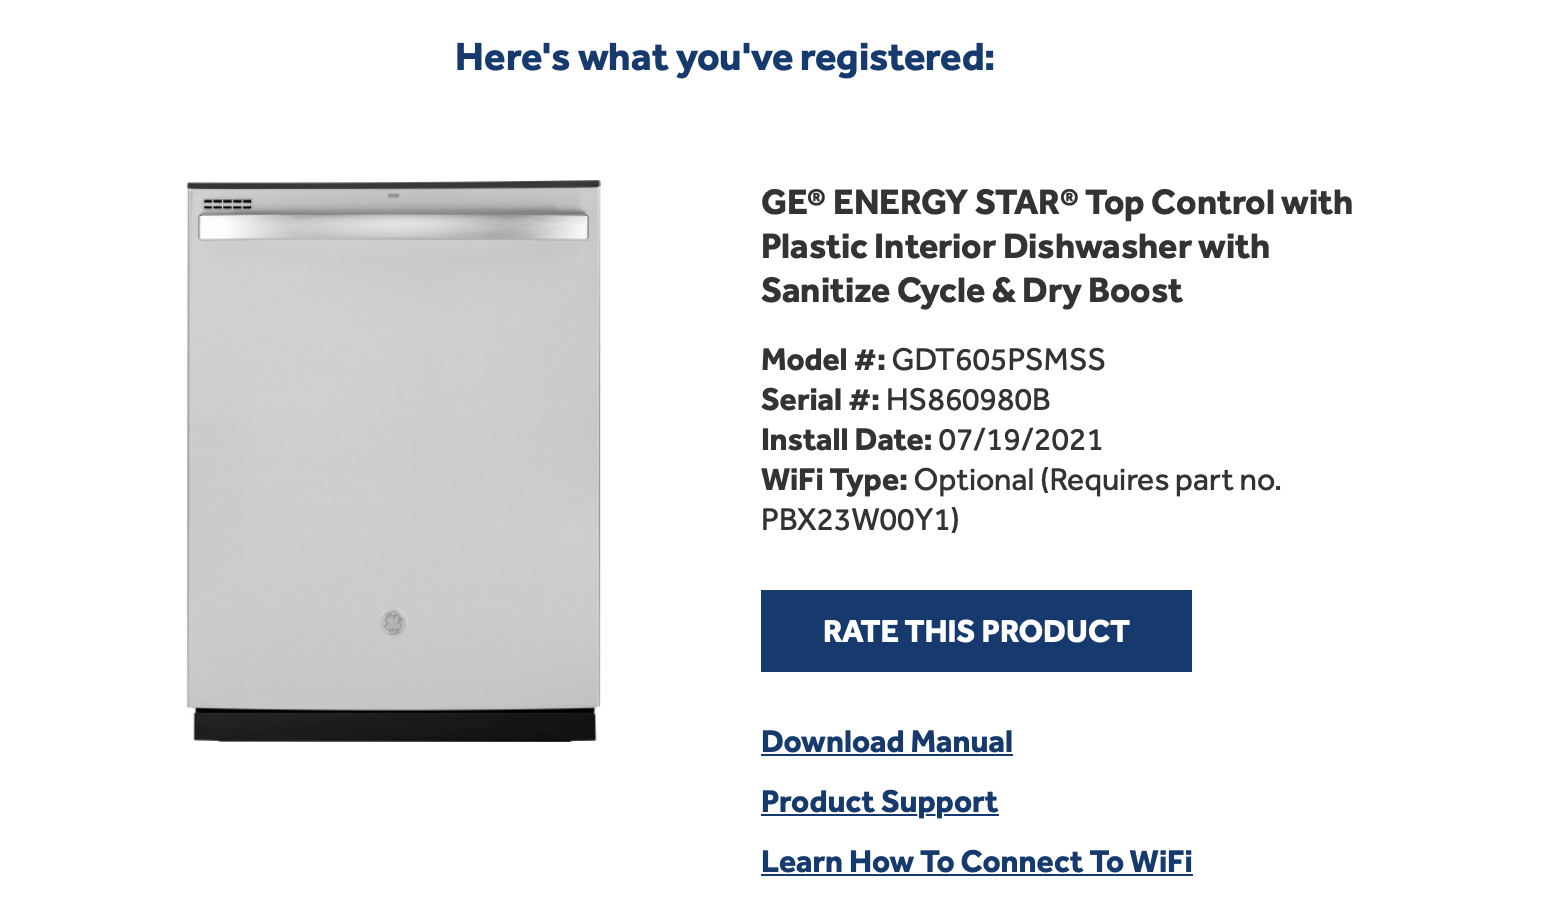 Here's what you've registered:
GE® ENERGY STAR® Top Control with
Plastic Interior Dishwasher with
Sanitize Cycle & Dry Boost
Model #: GDT605PSMSS
Serial #: HS860980B
Install Date: 07/19/2021
WiFi Type: Optional (Requires part no.
PBX23W00Y1)
RATE THIS PRODUCT
Download Manual
Product Support
Learn How To Connect To WiFi